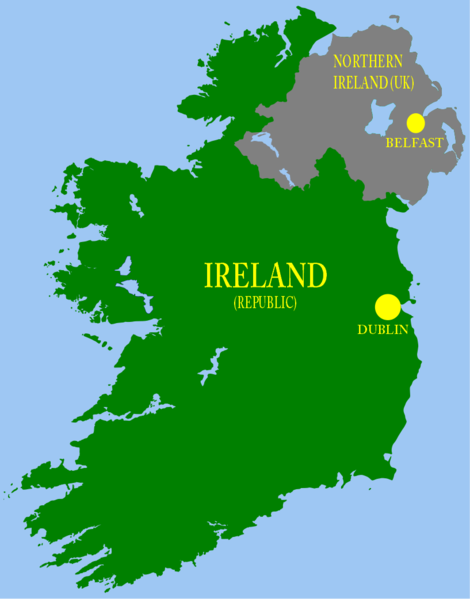 NORTHERN
IRELAND (UK)
BELFAST
IRELAND
(REPUBLIC)
DUBLIN